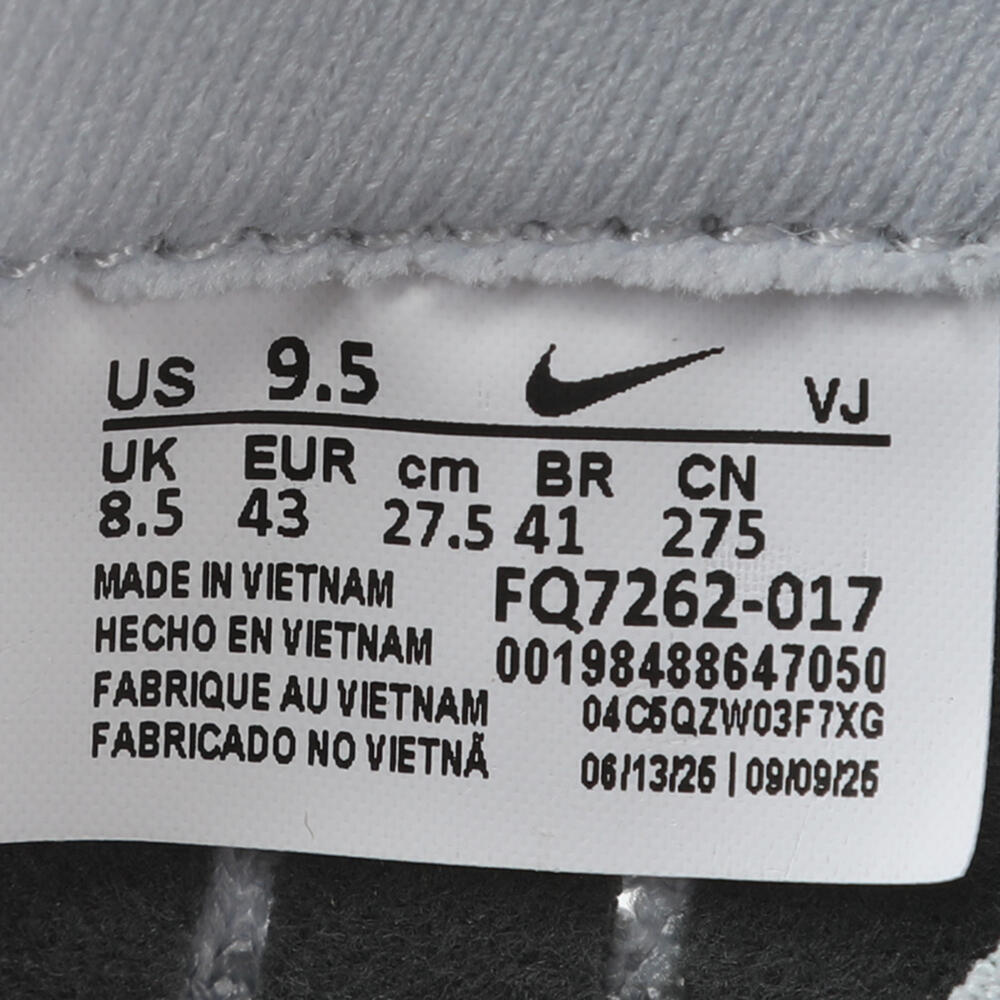 US 9.5 VJ
UK EUR cm BR CN
8.5 43 27.5 41 275
MADE IN VIETNAM
HECHO EN VIETNAM
FABRIQUE AU VIETNAM
FABRICADO NO VIETNÃ
FQ7262-017
00198488647050
04C5QZW03F7XG
06/13/25 | 09/09/25